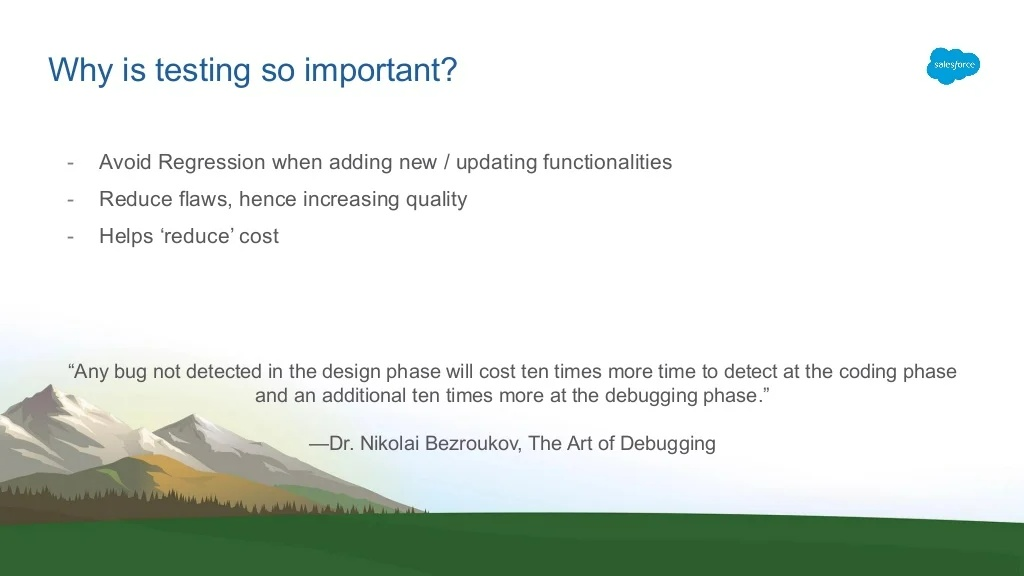 Why is testing so important?
salesforce
- Avoid Regression when adding new / updating functionalities
- Reduce flaws, hence increasing quality
- Helps ‘reduce’ cost
“Any bug not detected in the design phase will cost ten times more time to detect at the coding phase
and an additional ten times more at the debugging phase.”
—Dr. Nikolai Bezroukov, The Art of Debugging